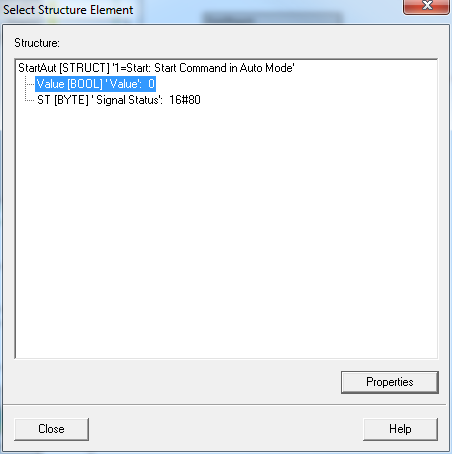 Select Structure Element
Structure:
StartAut [STRUCT] '1=Start: Start Command in Auto Mode'
Value [BOOL] ' Value': 0
ST [BYTE] ' Signal Status': 16#80
Properties
Close
Help